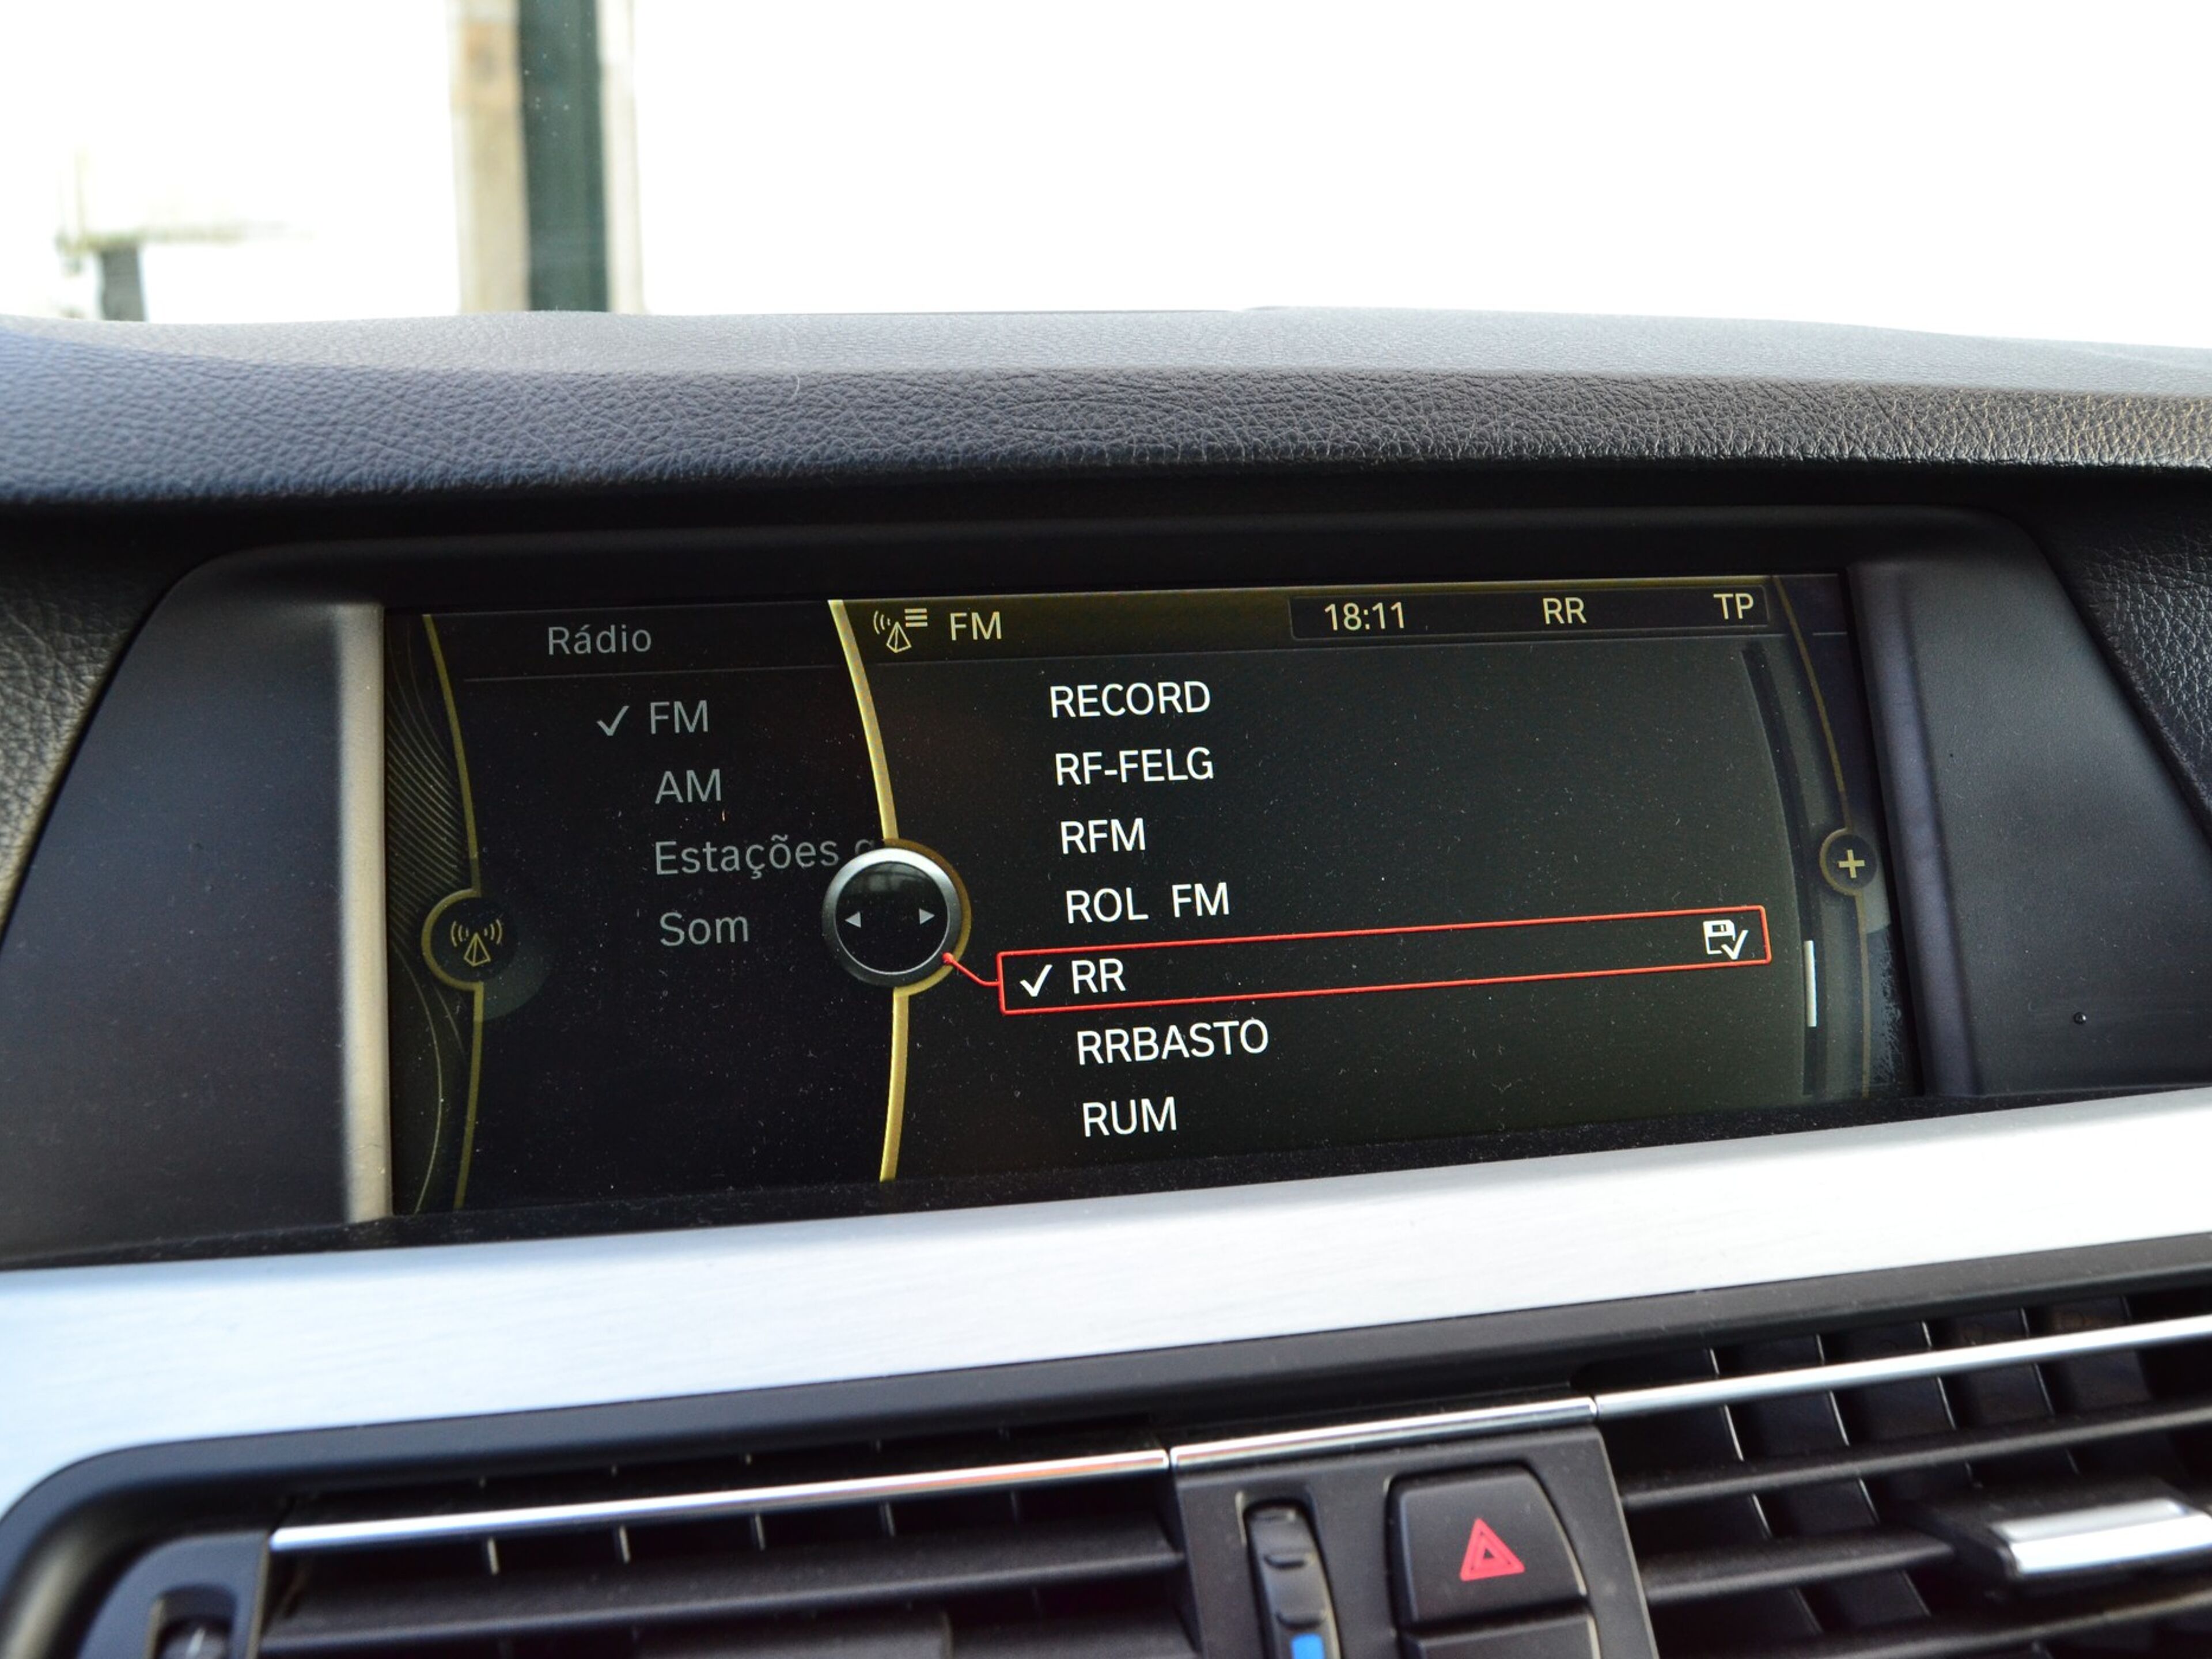 Rádio
✓ FM
AM
Estações
Som
FM 18:11 RR TP
RECORD
RF-FELG
RFM
ROL FM
✓ RR
RRBASTO
RUM